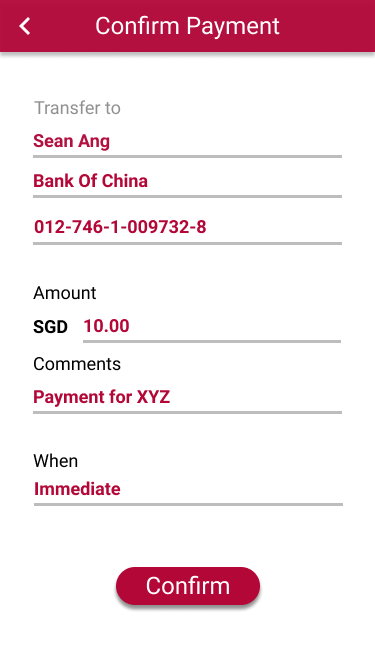 Confirm Payment
Transfer to
Sean Ang
Bank Of China
012-746-1-009732-8
Amount
SGD 10.00
Comments
Payment for XYZ
When
Immediate
Confirm